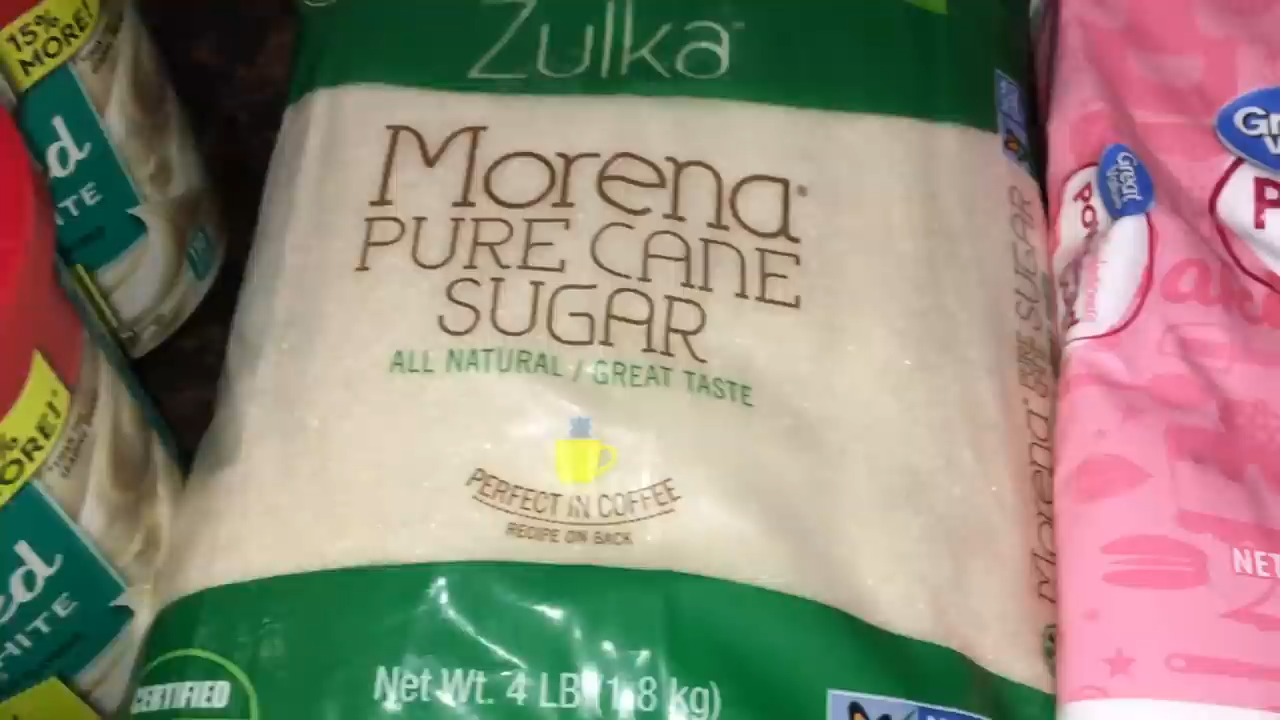 Zulka
Morena
PURE CANE
SUGAR
ALL NATURAL / GREAT TASTE
PERFECT IN COFFEE
RECIPE ON BACK
CERTIFIED
Net Wt. 4 LB (1.8 kg)
Morena PURE CANE SUGAR
15%
MORE!
Great
NET